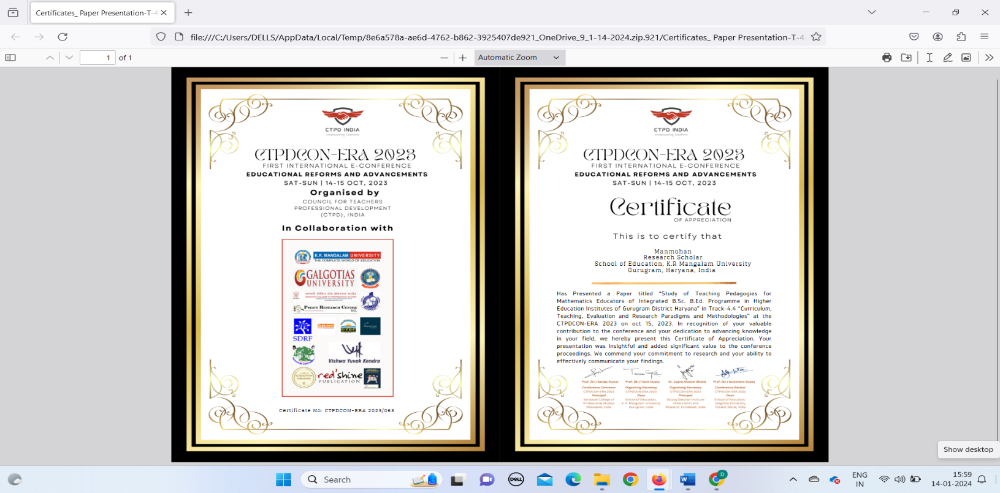 Certificates_ Paper Presentation-T-4
file:///C:/Users/DELLS/AppData/Local/Temp/8e6a578a-ae6d-4762-b862-3925407de921_OneDrive_9_1-14-2024.zip.921/Certificates_ Paper Presentation-T-4
1 of 1
Automatic Zoom
CTPD INDIA
Empowering Teachers
CTPDCON-ERA 2023
FIRST INTERNATIONAL E-CONFERENCE
EDUCATIONAL REFORMS AND ADVANCEMENTS
SAT-SUN | 14-15 OCT, 2023
Organised by
COUNCIL FOR TEACHERS
PROFESSIONAL DEVELOPMENT
(CTPD), INDIA
In Collaboration with
K.R. MANGALAM UNIVERSITY
THE COMPLETE WORLD OF EDUCATION
GALGOTIAS
UNIVERSITY
POLICY RESEARCH CENTRE
SDRF
Vishwa Yuvak Kendra
red'shine
PUBLICATION
Certificate No: CTPDCON-ERA 2023/063
CTPD INDIA
Empowering Teachers
CTPDCON-ERA 2023
FIRST INTERNATIONAL E-CONFERENCE
EDUCATIONAL REFORMS AND ADVANCEMENTS
SAT-SUN | 14-15 OCT, 2023
Certificate
OF APPRECIATION
This is to certify that
Manmohan
Research Scholar
School of Education, K.R Mangalam University
Gurugram, Haryana, India
Has Presented a Paper titled “Study of Teaching Pedagogies for
Mathematics Educators of Integrated B.Sc. B.Ed. Programme in Higher
Education Institutes of Gurugram District Haryana” in Track-4.4 “Curriculum,
Teaching, Evaluation and Research Paradigms and Methodologies” at the
CTPDCON-ERA 2023 on oct 15, 2023. In recognition of your valuable
contribution to the conference and your dedication to advancing knowledge
in your field, we hereby present this Certificate of Appreciation. Your
presentation was insightful and added significant value to the conference
proceedings. We commend your commitment to research and your ability to
effectively communicate your findings.
Prof. (Dr.) Sanjay Kumar
Conference Convener
CTPDCON-ERA 2023
Principal
Saraswati College of
Professional Studies
Ghaziabad, India
Prof. (Dr.) Tania Gupta
Organising Secretary
CTPDCON-ERA 2023
Dean
School of Education,
K. R. Mangalam University
Gurugram, India
Dr. Jugnu Khatter Bhatia
Organising Secretary
CTPDCON-ERA 2023
Principal
Satyug Darshan Institute
of Education and
Research, Faridabad, India
Prof. (Dr.) Satyendra Gupta
Conference Advisor
CTPDCON-ERA 2023
Dean
School of Education,
Galgotias University
Greater Noida, India
Show desktop
Search
DELL
D
ENG
IN
15:59
14-01-2024